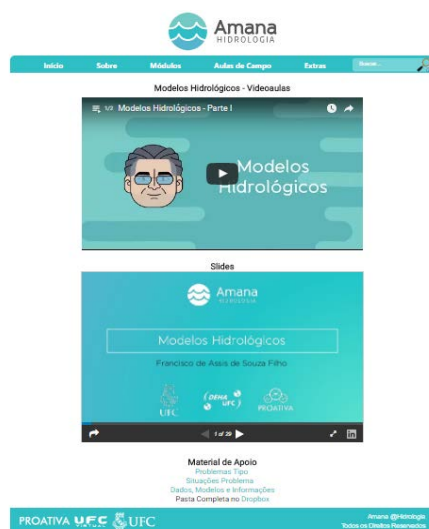 Amana
HIDROLOGIA
Início Sobre Módulos Aulas de Campo Extras Buscar...
Modelos Hidrológicos - Videoaulas
1/9 Modelos Hidrológicos - Parte I
Modelos
Hidrológicos
Slides
Amana
HIDROLOGIA
Modelos Hidrológicos
Francisco de Assis de Souza Filho
UFC
DEHA
UFC
PROATIVA
1 of 29
Material de Apoio
Problemas Tipo
Situações Problema
Dados, Modelos e Informações
Pasta Completa no Dropbox
PROATIVA UFC VIRTUAL UFC
Amana @Hidrologia
Todos os Direitos Reservados